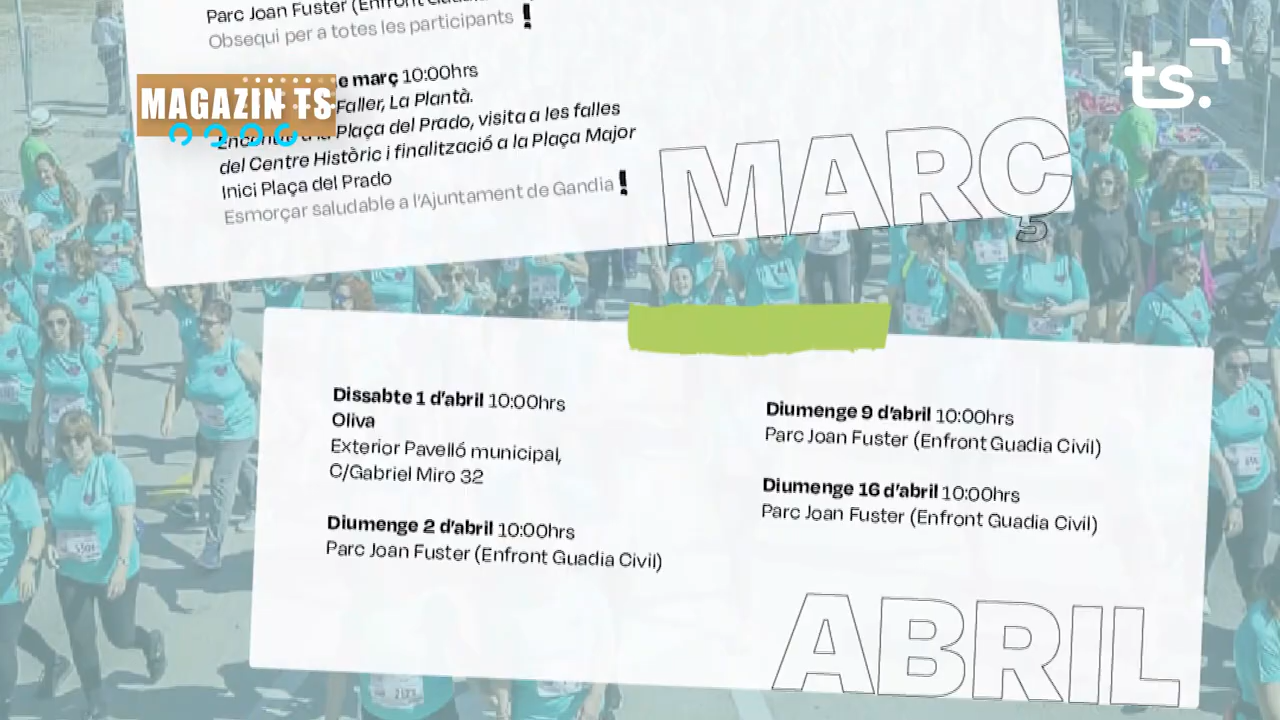 Parc Joan Fuster (Enfront
Obsequi per a totes les participants !
ts.
MAGAZÍN TS
e març 10:00hrs
Faller, La Plantà.
Plaça del Prado, visita a les falles
del Centre Històric i finalització a la Plaça Major
Inici Plaça del Prado
Esmorçar saludable a l'Ajuntament de Gandia !
MARÇ
Dissabte 1 d'abril 10:00hrs
Oliva
Exterior Pavelló municipal,
C/Gabriel Miro 32
Diumenge 2 d'abril 10:00hrs
Parc Joan Fuster (Enfront Guadia Civil)
Diumenge 9 d'abril 10:00hrs
Parc Joan Fuster (Enfront Guadia Civil)
Diumenge 16 d'abril 10:00hrs
Parc Joan Fuster (Enfront Guadia Civil)
ABRIL